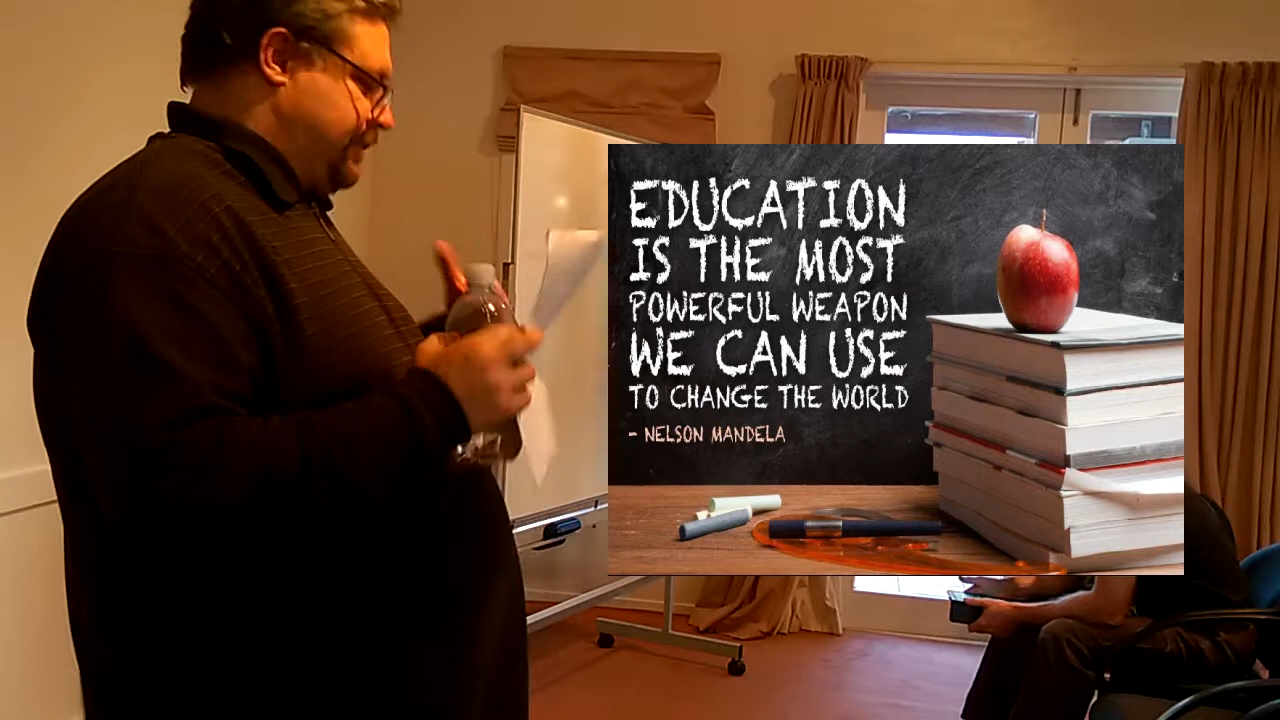 EDUCATION
IS THE MOST
POWERFUL WEAPON
WE CAN USE
TO CHANGE THE WORLD
- NELSON MANDELA